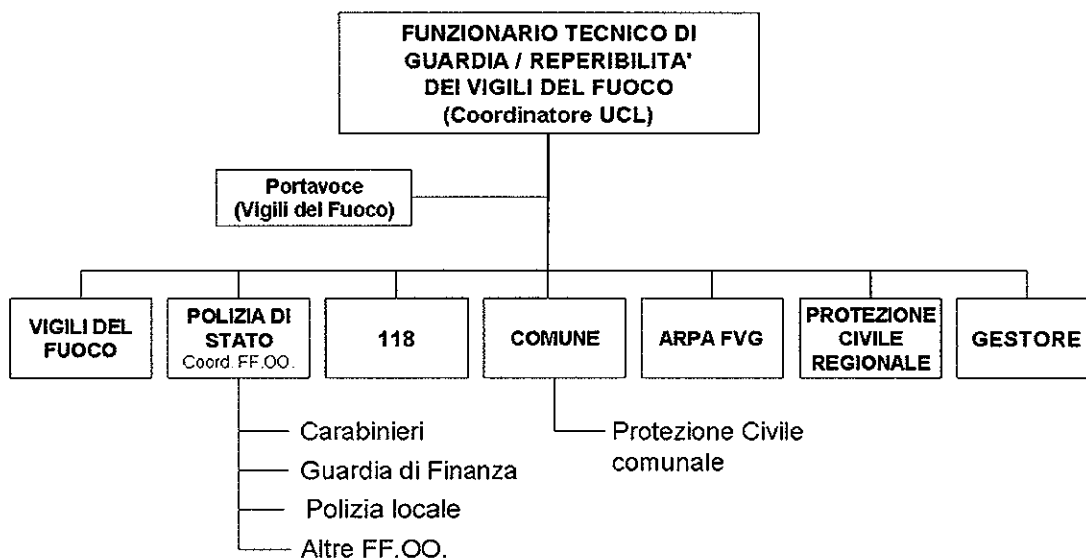 FUNZIONARIO TECNICO DI
GUARDIA / REPERIBILITA'
DEI VIGILI DEL FUOCO
(Coordinatore UCL)
Portavoce
(Vigili del Fuoco)
VIGILI DEL
FUOCO
POLIZIA DI
STATO
Coord. FF.OO.
118
COMUNE
ARPA FVG
PROTEZIONE
CIVILE
REGIONALE
GESTORE
Carabinieri
Guardia di Finanza
Polizia locale
Altre FF.OO.
Protezione Civile
comunale